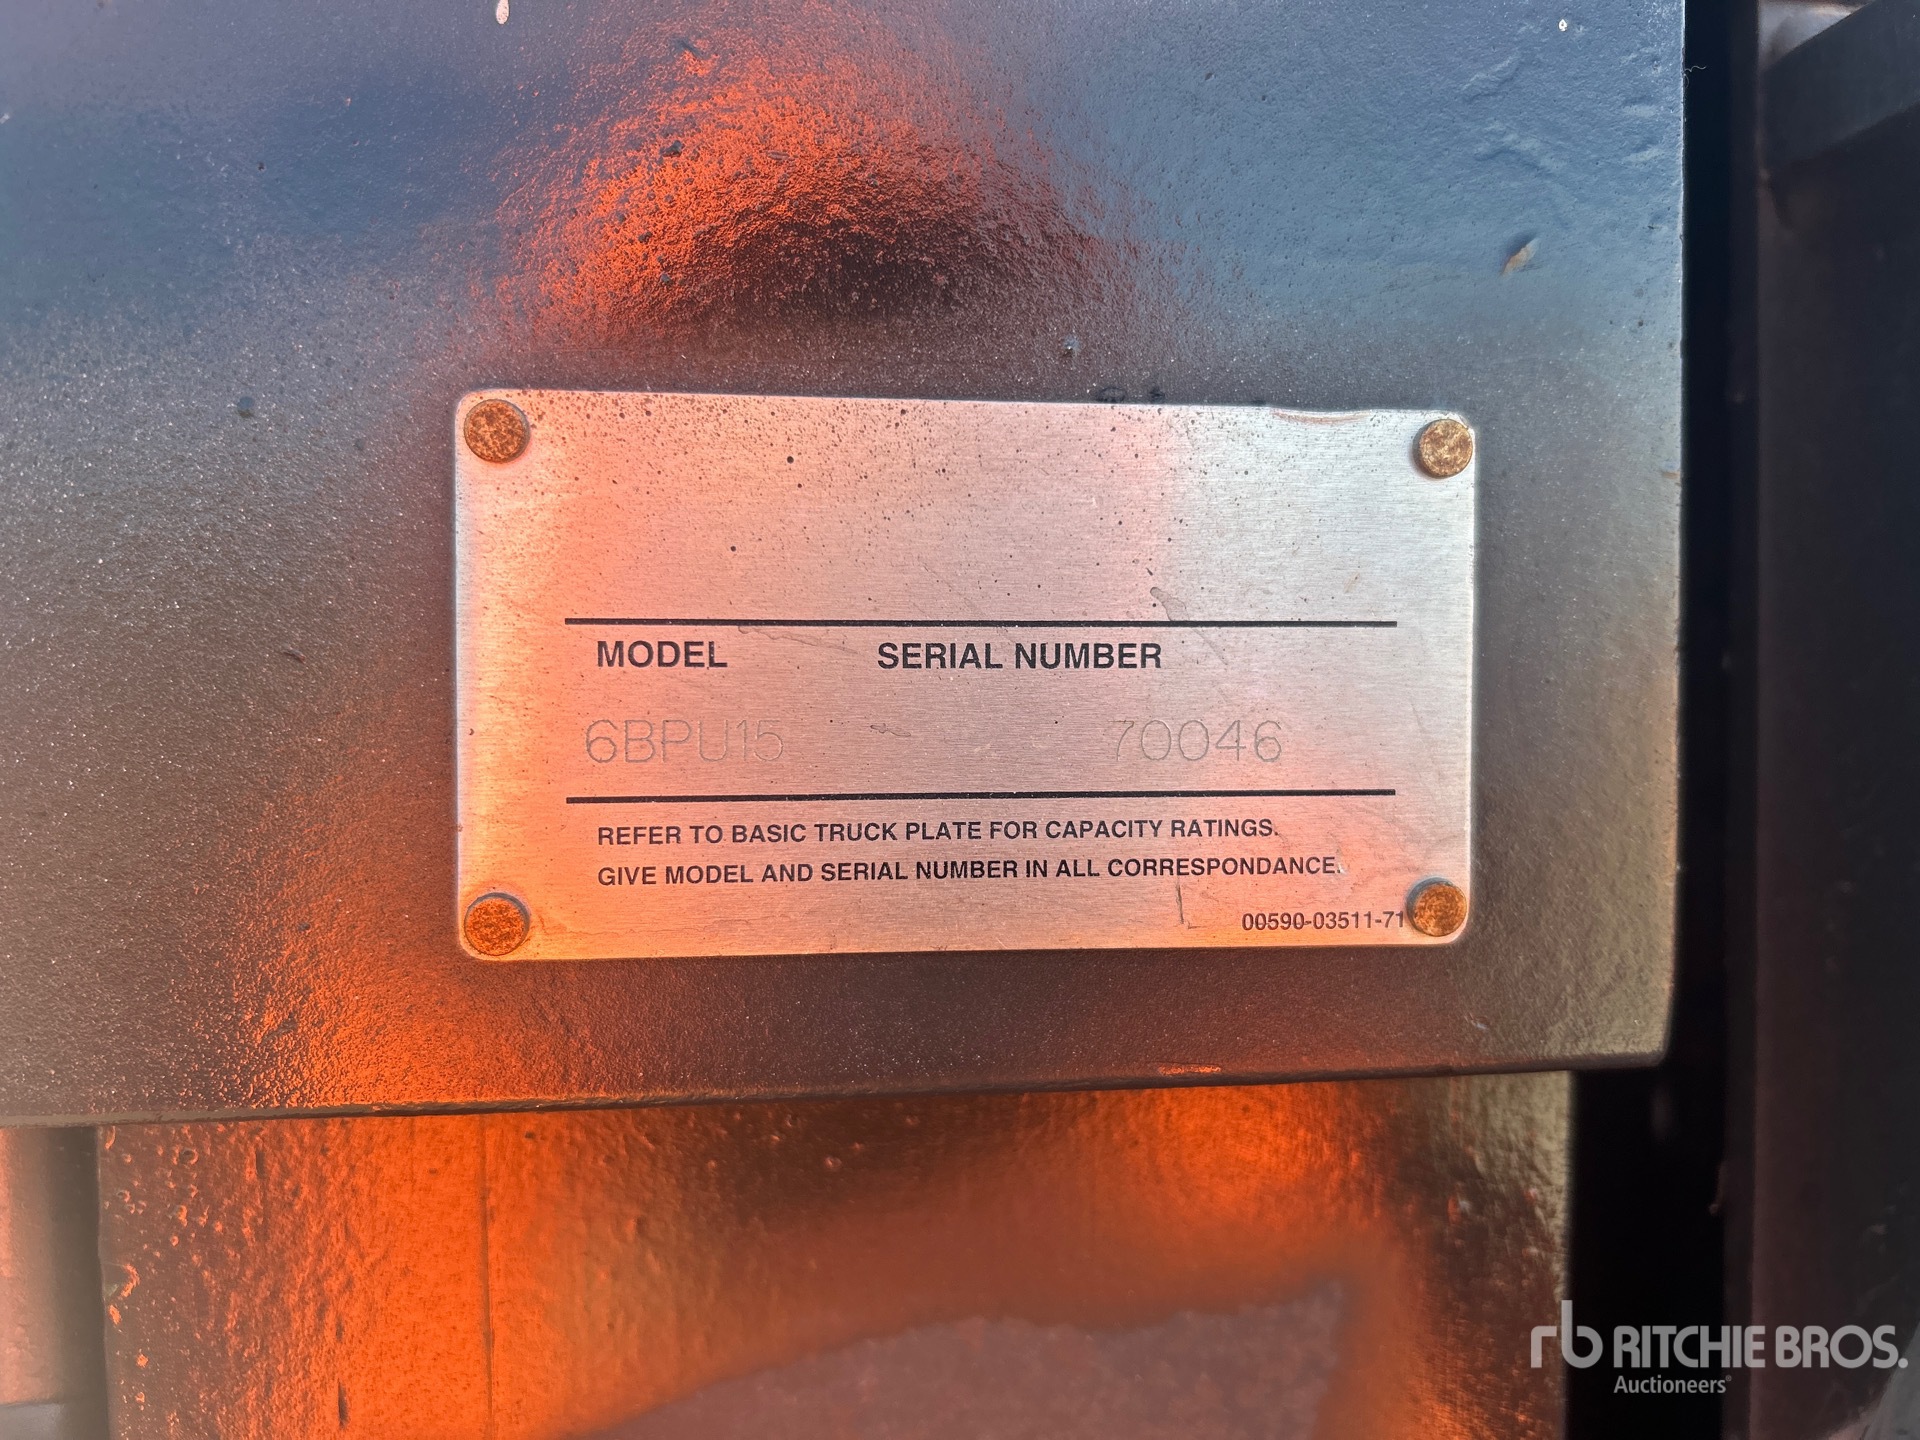 MODEL SERIAL NUMBER
6BPU15 70046
REFER TO BASIC TRUCK PLATE FOR CAPACITY RATINGS.
GIVE MODEL AND SERIAL NUMBER IN ALL CORRESPONDANCE.
00590-03511-71
rb RITCHIE BROS.
Auctioneers